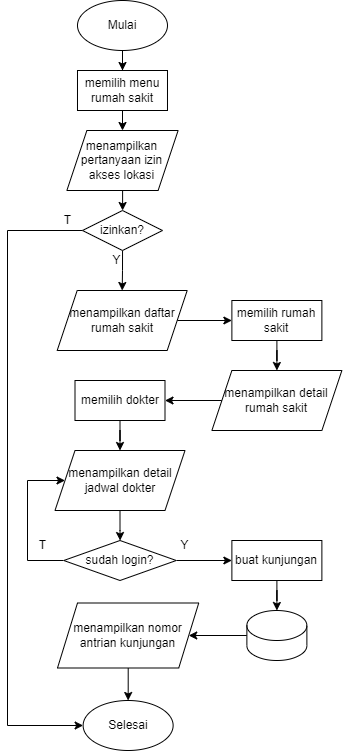 Mulai
memilih menu
rumah sakit
menampilkan
pertanyaan izin
akses lokasi
T
izinkan?
Y
menampilkan daftar
rumah sakit
memilih rumah
sakit
menampilkan detail
rumah sakit
memilih dokter
menampilkan detail
jadwal dokter
T
sudah login?
Y
buat kunjungan
menampilkan nomor
antrian kunjungan
Selesai